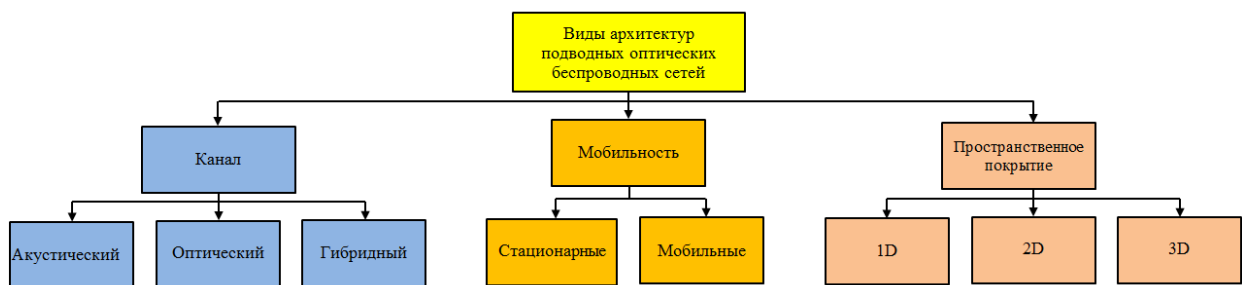 Виды архитектур
подводных оптических
беспроводных сетей
Канал
Мобильность
Пространственное
покрытие
Акустический
Оптический
Гибридный
Стационарные
Мобильные
1D
2D
3D